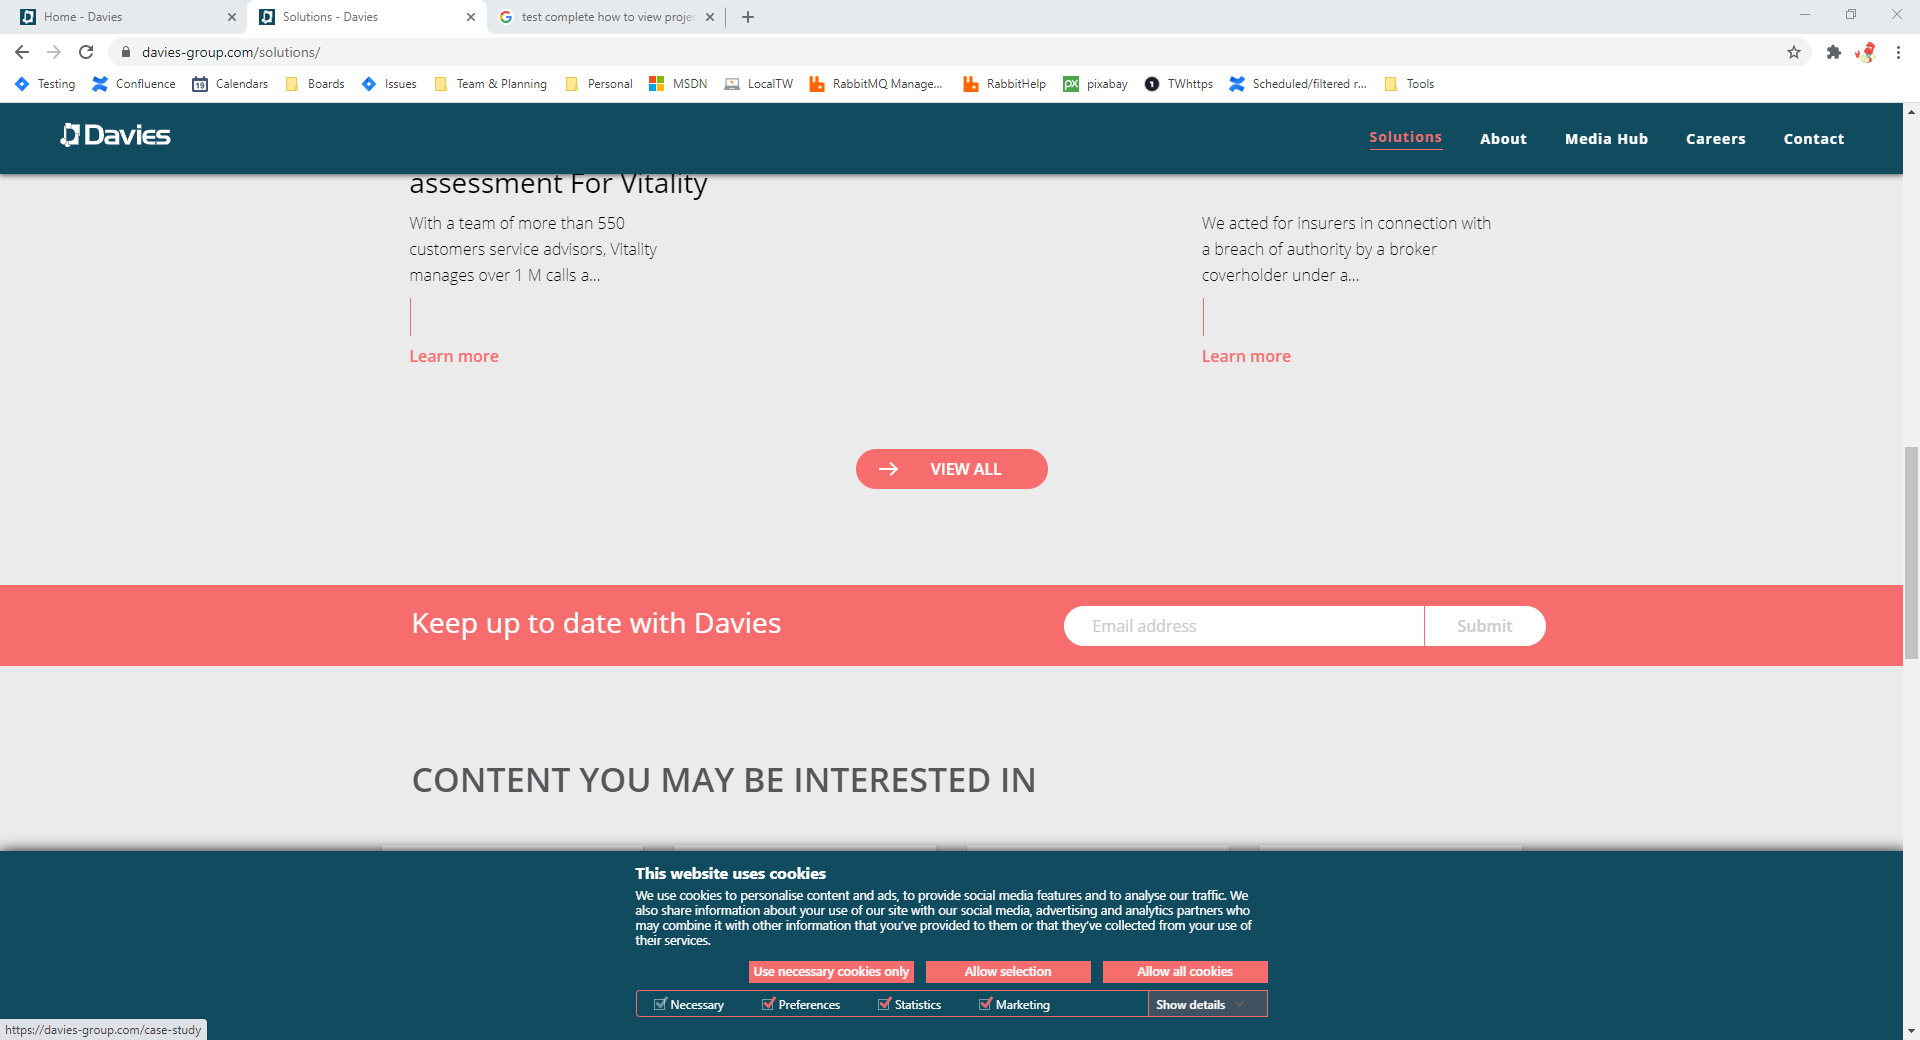 Home - Davies
Solutions - Davies
test complete how to view projec
davies-group.com/solutions/
Testing
Confluence
19
Calendars
Boards
Issues
Team & Planning
Personal
MSDN
LocalTW
RabbitMQ Manage...
RabbitHelp
px
pixabay
1
TWhttps
Scheduled/filtered r...
Tools
Davies
Solutions
About
Media Hub
Careers
Contact
assessment For Vitality
With a team of more than 550
customers service advisors, Vitality
manages over 1 M calls a...
Learn more
We acted for insurers in connection with
a breach of authority by a broker
coverholder under a...
Learn more
VIEW ALL
Keep up to date with Davies
Email address
Submit
CONTENT YOU MAY BE INTERESTED IN
This website uses cookies
We use cookies to personalise content and ads, to provide social media features and to analyse our traffic. We
also share information about your use of our site with our social media, advertising and analytics partners who
may combine it with other information that you've provided to them or that they've collected from your use of
their services.
Use necessary cookies only
Allow selection
Allow all cookies
Necessary
Preferences
Statistics
Marketing
Show details
https://davies-group.com/case-study